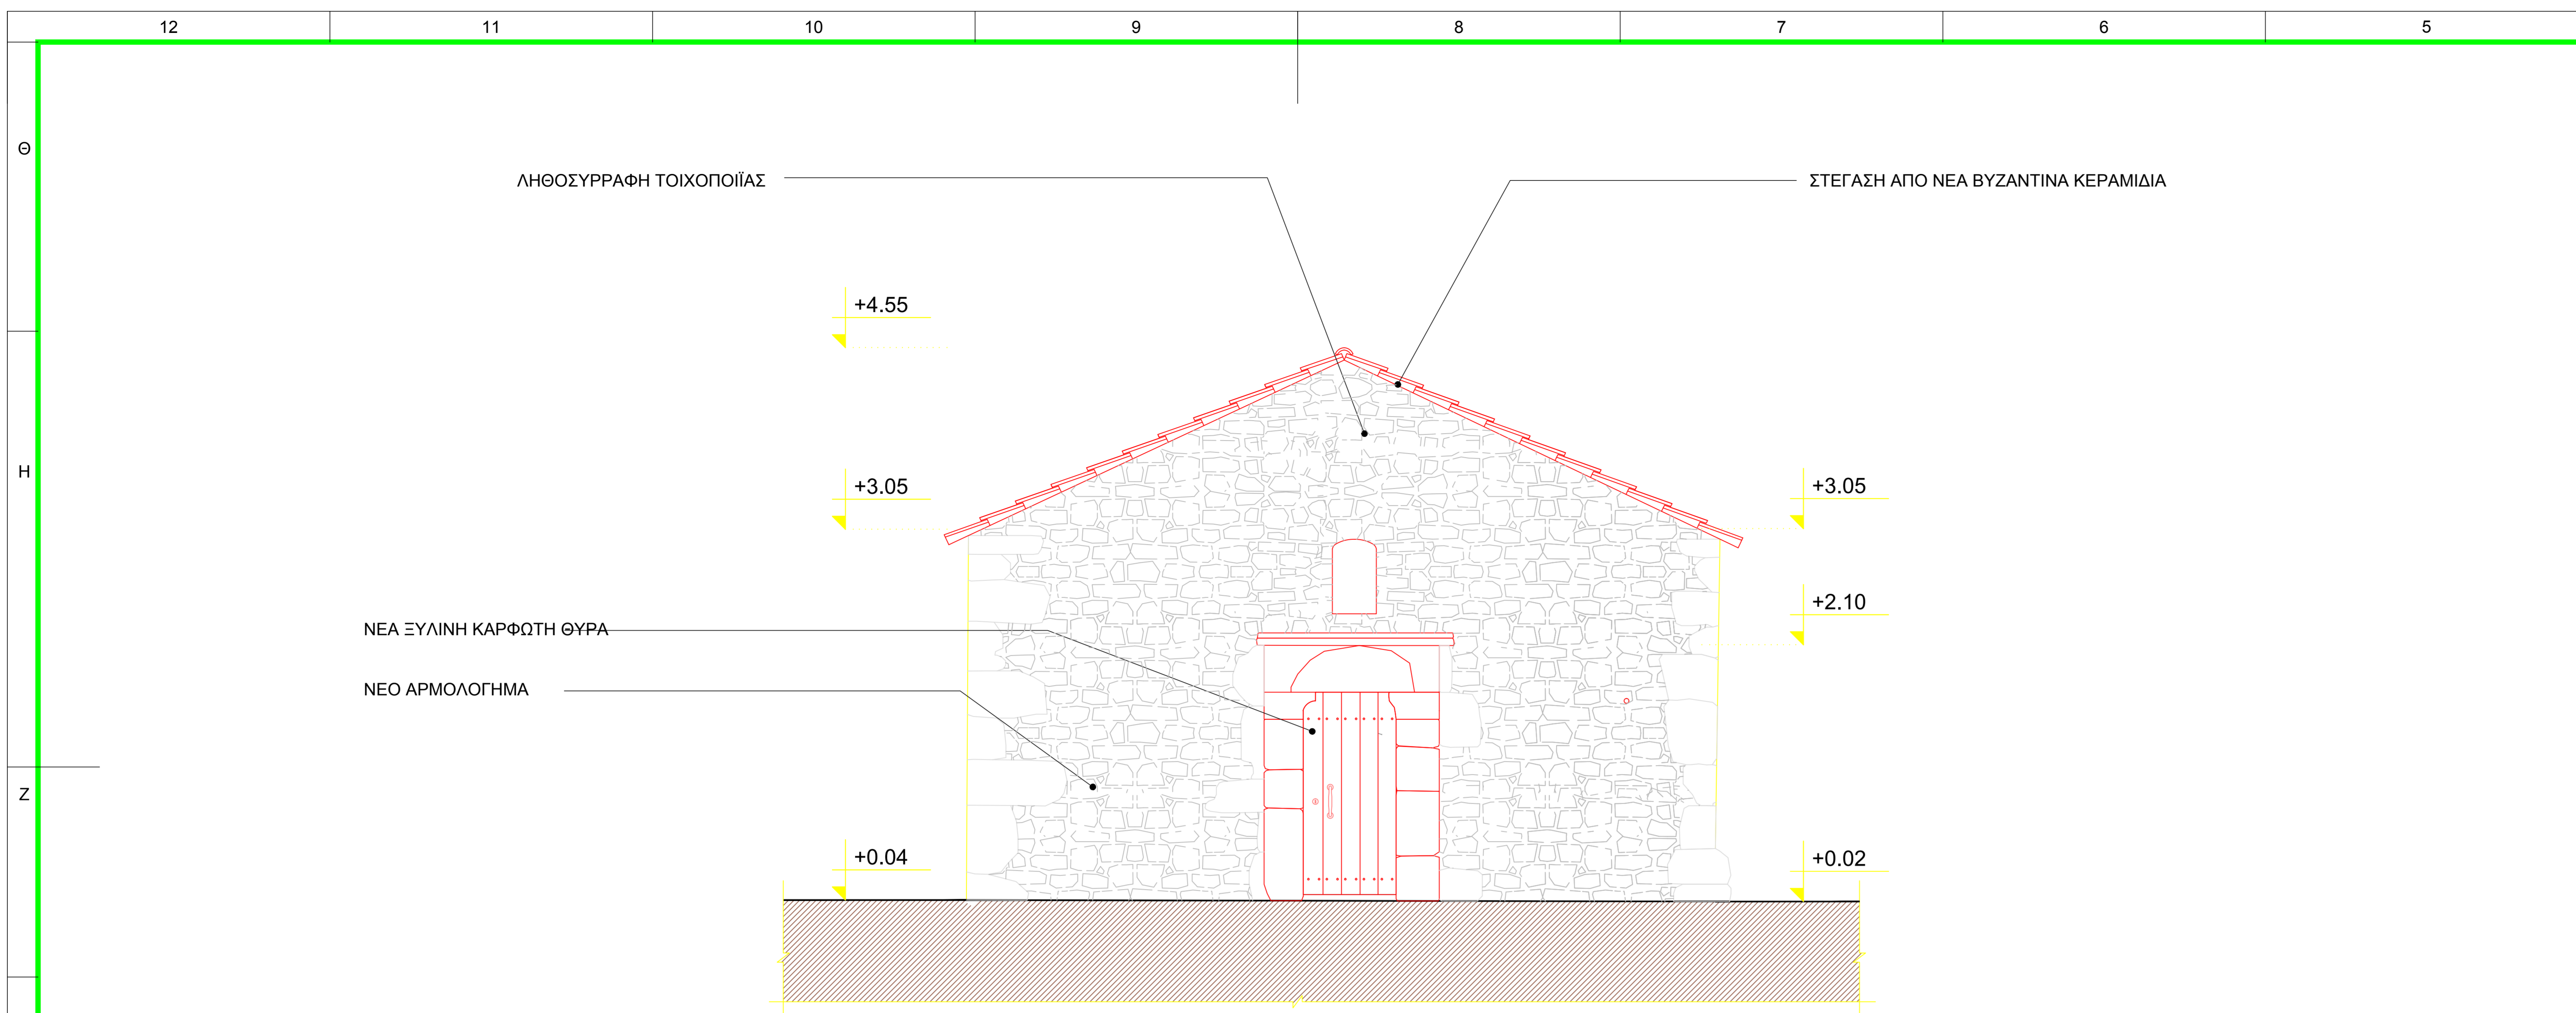 12 11 10 9 8 7 6 5
Θ
ΛΗΘΟΣΥΡΡΑΦΗ ΤΟΙΧΟΠΟΙΪΑΣ
ΣΤΕΓΑΣΗ ΑΠΟ ΝΕΑ ΒΥΖΑΝΤΙΝΑ ΚΕΡΑΜΙΔΙΑ
+4.55
Η
+3.05
+3.05
+2.10
ΝΕΑ ΞΥΛΙΝΗ ΚΑΡΦΩΤΗ ΘΥΡΑ
ΝΕΟ ΑΡΜΟΛΟΓΗΜΑ
Ζ
+0.04
+0.02